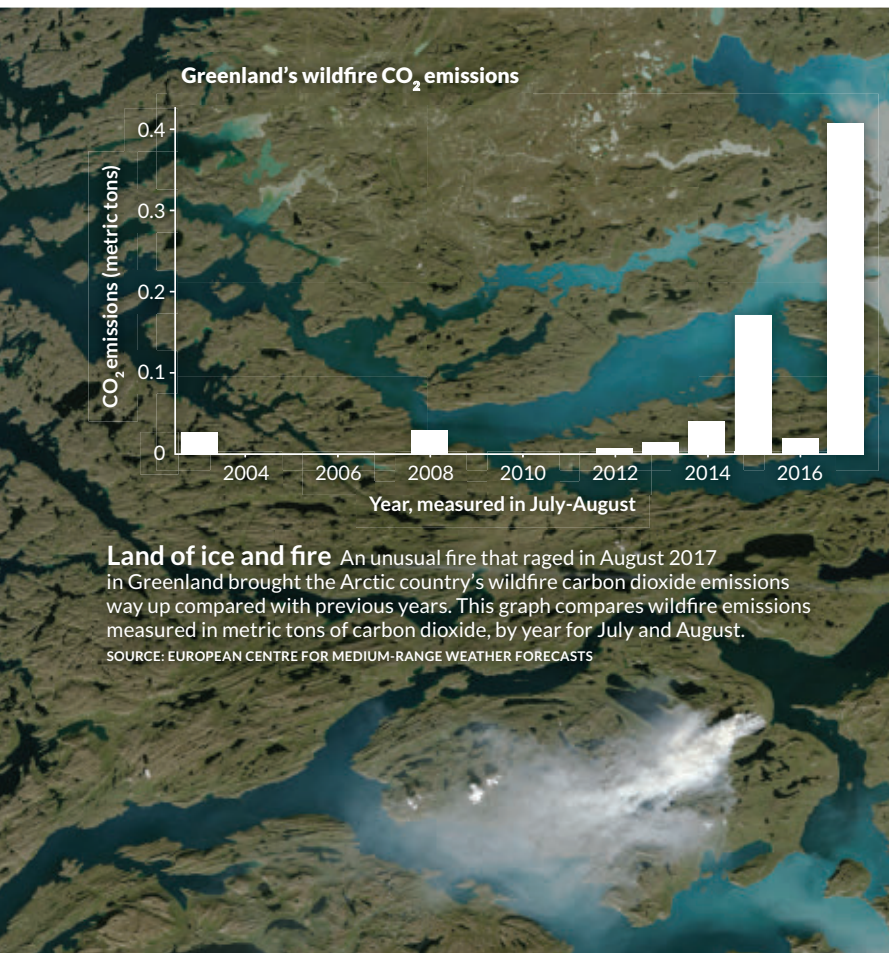 Greenland’s wildfire CO2 emissions
CO2 emissions (metric tons)
0.4
0.3
0.2
0.1
0
2004 2006 2008 2010 2012 2014 2016
Year, measured in July-August
Land of ice and fire An unusual fire that raged in August 2017
in Greenland brought the Arctic country’s wildfire carbon dioxide emissions
way up compared with previous years. This graph compares wildfire emissions
measured in metric tons of carbon dioxide, by year for July and August.
SOURCE: EUROPEAN CENTRE FOR MEDIUM-RANGE WEATHER FORECASTS